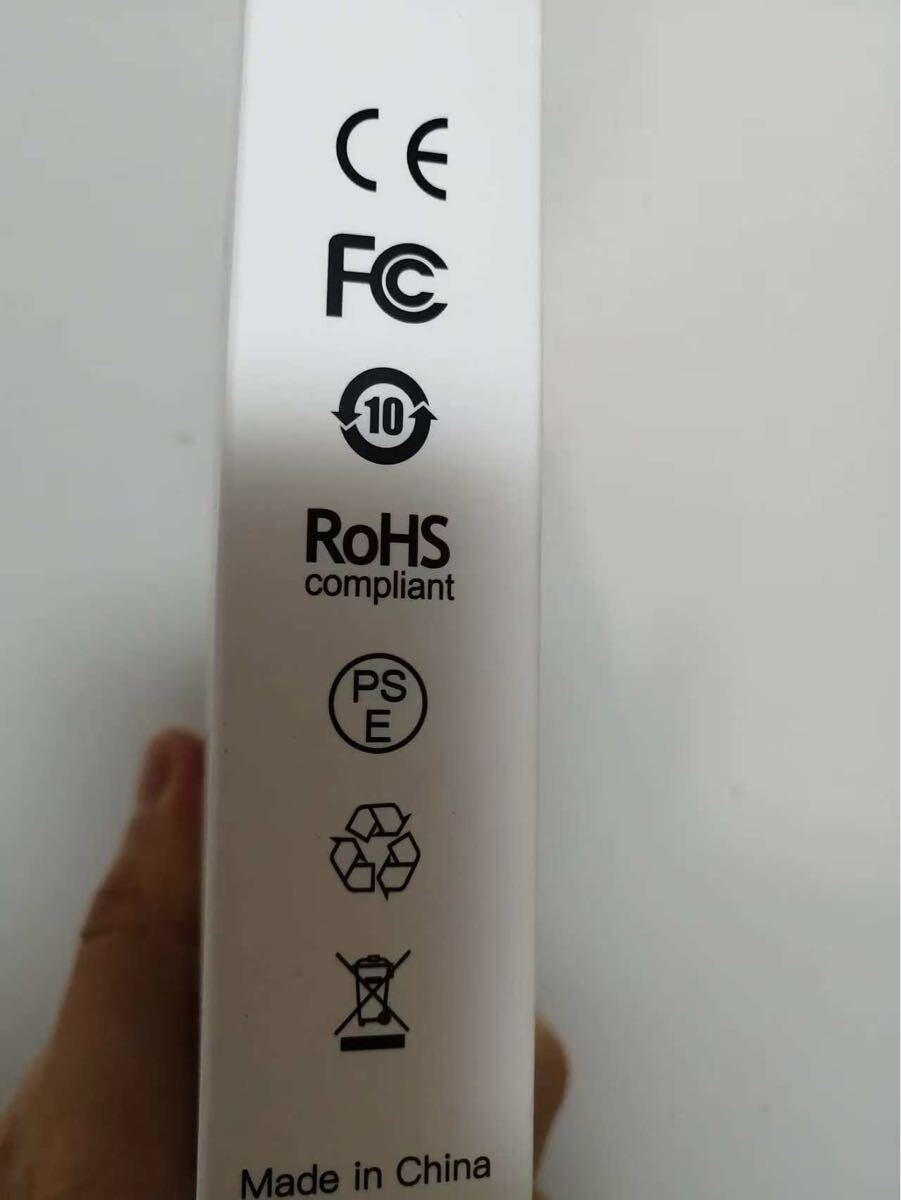 CE
FC
10
RoHS
compliant
PS
E
Made in China